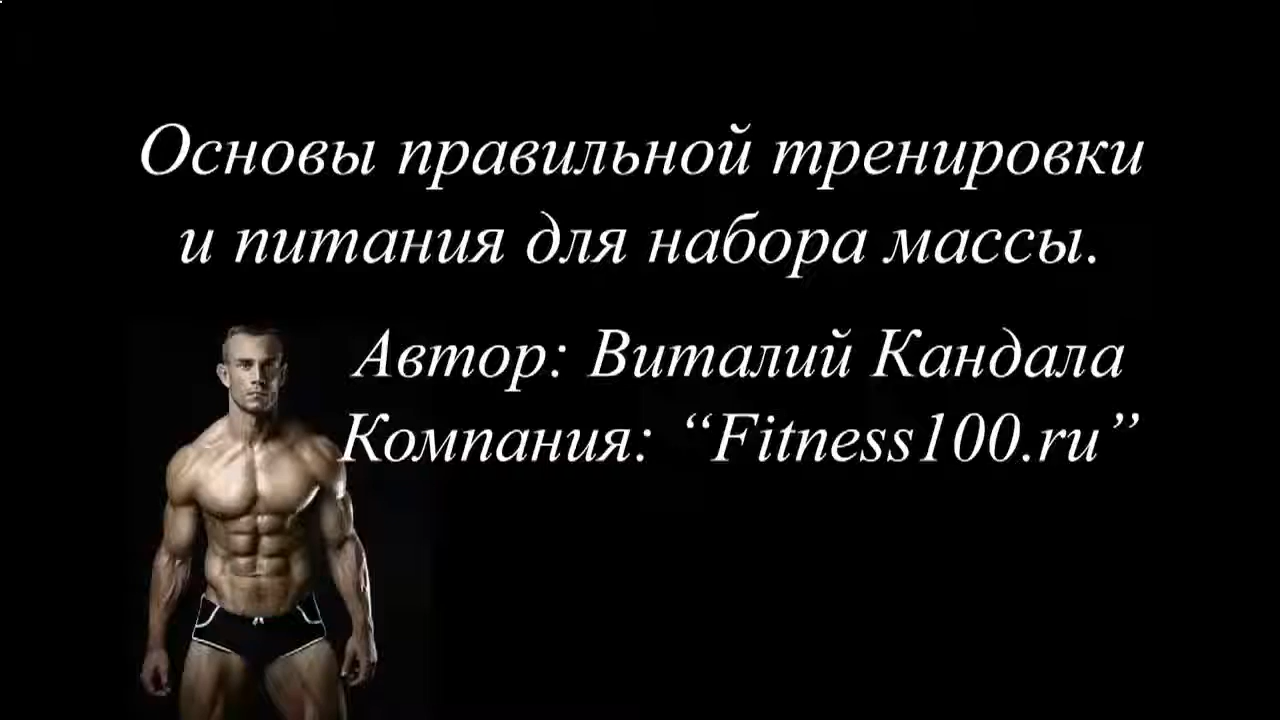 Основы правильной тренировки
и питания для набора массы.
Автор: Виталий Кандала
Компания: “Fitness100.ru”